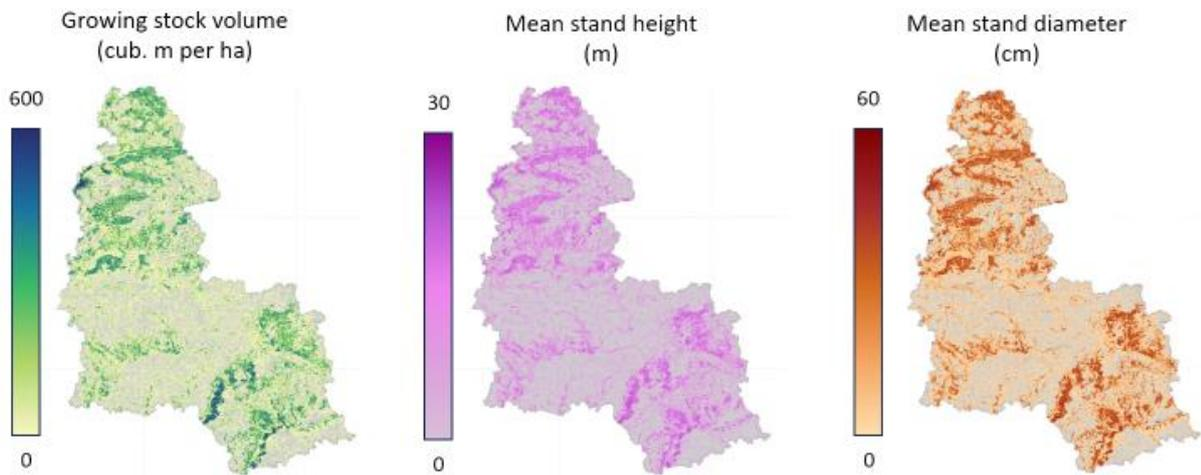 Growing stock volume
(cub. m per ha)
600
0
Mean stand height
(m)
30
0
Mean stand diameter
(cm)
60
0